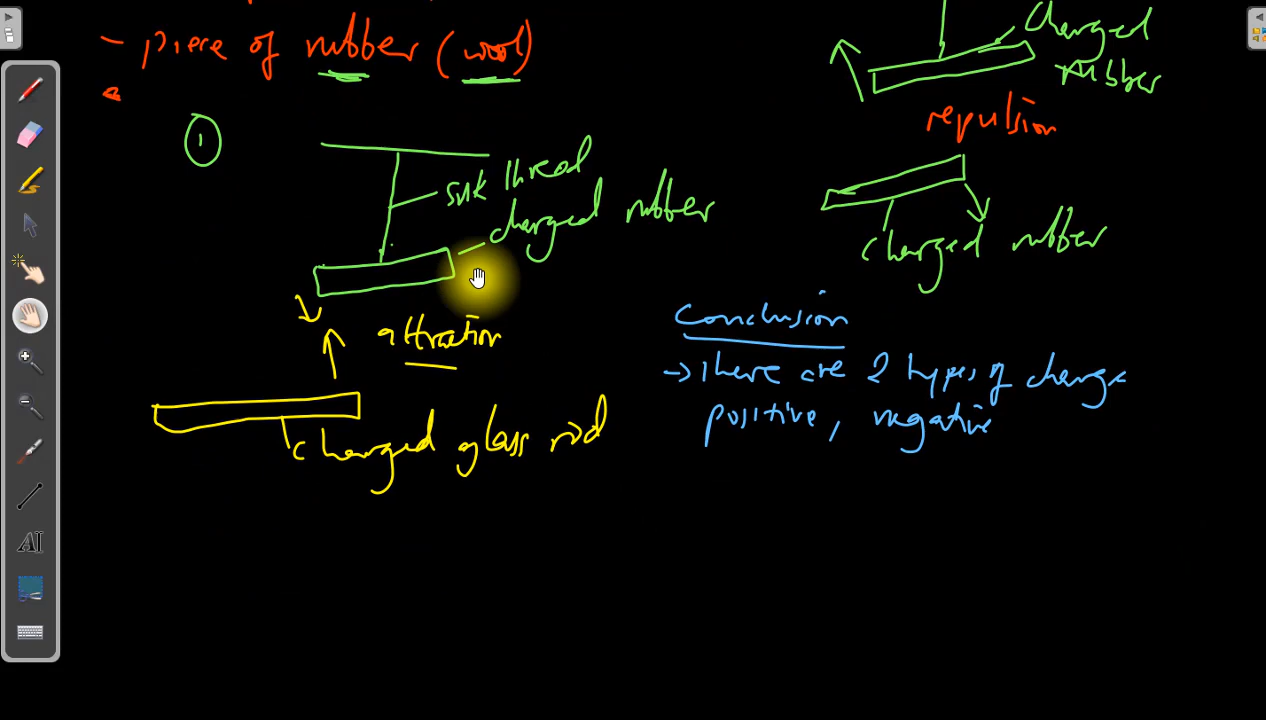 - piece of rubber (wool)
1
silk thread
charged rubber
attraction
charged glass rod
charged
rubber
repulsion
charged rubber
Conclusion
→ There are 2 types of charge
positive, negative
AI